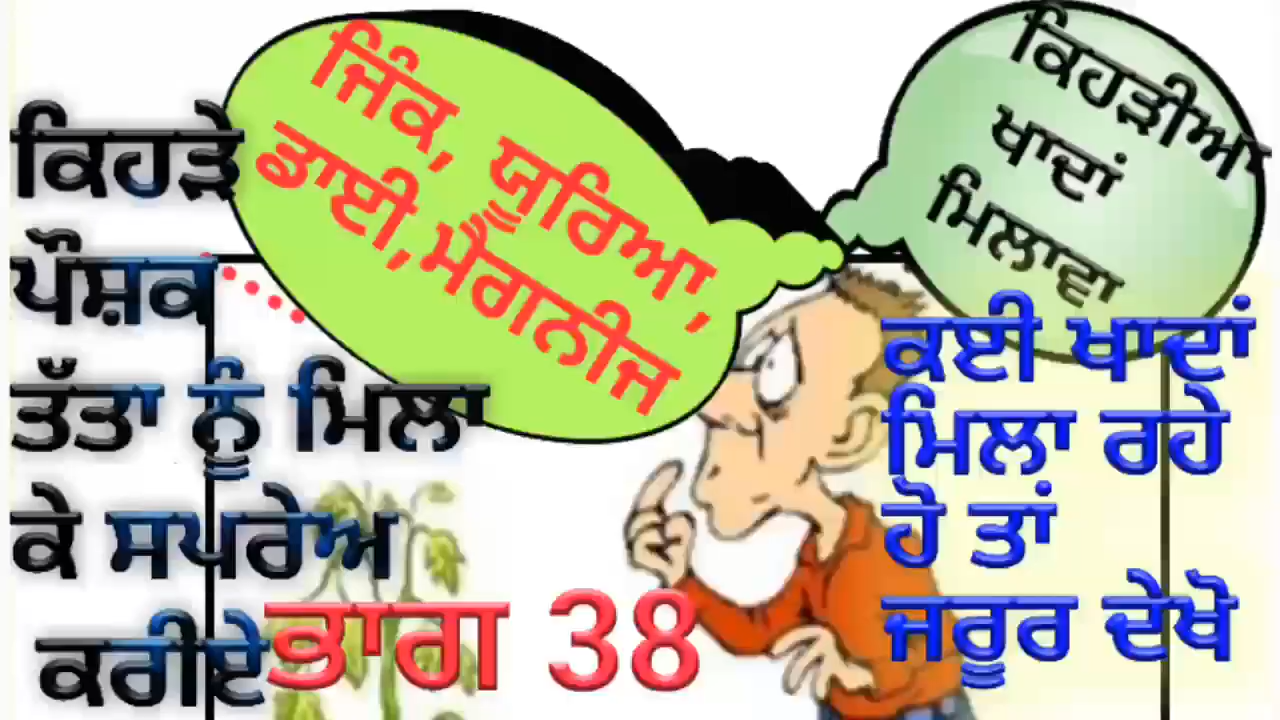 ਕਿਹੜੇ
ਪੌਸ਼ਕ
ਤੱਤਾ ਨੂੰ ਮਿਲਾ
ਕੇ ਸਪਰੇਅ
ਕਰੀਏ
ਜਿੰਕ, ਯੂਰਿਆ,
ਡਾਈ,ਮੈਗਨੀਜ
ਕਿਹੜੀਆ
ਖਾਦਾਂ
ਮਿਲਾਵਾ
ਕਈ ਖਾਦਾਂ
ਮਿਲਾ ਰਹੇ
ਹੋ ਤਾਂ
ਜਰੂਰ ਦੇਖੋ
ਭਾਗ 38